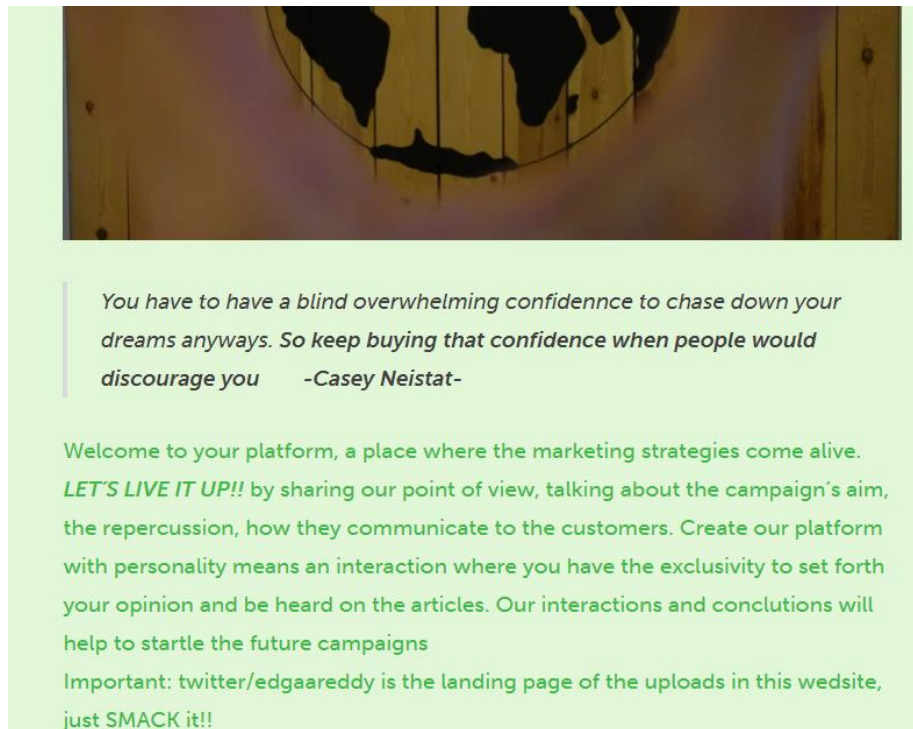 You have to have a blind overwhelming confidennce to chase down your
dreams anyways. So keep buying that confidence when people would
discourage you -Casey Neistat-
Welcome to your platform, a place where the marketing strategies come alive.
LET'S LIVE IT UP!! by sharing our point of view, talking about the campaign's aim,
the repercussion, how they communicate to the customers. Create our platform
with personality means an interaction where you have the exclusivity to set forth
your opinion and be heard on the articles. Our interactions and conclutions will
help to startle the future campaigns
Important: twitter/edgaareddy is the landing page of the uploads in this wedsite,
just SMACK it!!